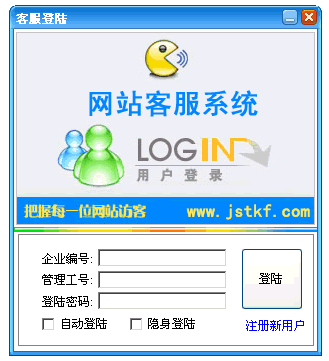 客服登陆
网站客服系统
LOGIN
用户登录
把握每一位网站访客 www.jstkf.com
企业编号:
管理工号:
登陆密码:
登陆
自动登陆 隐身登陆
注册新用户